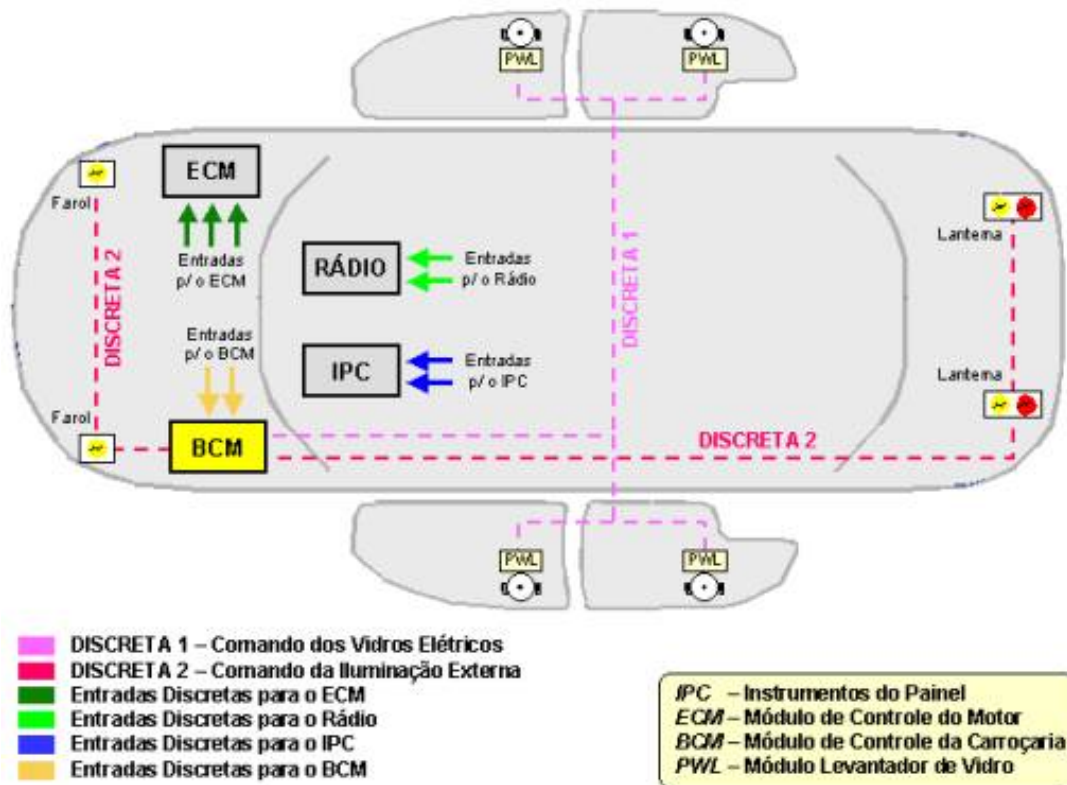 PWL
PWL
ECM
Farol
Entradas
p/ o ECM
DISCRETA 2
RÁDIO
Entradas
p/ o Rádio
DISCRETA 1
Lanterna
Entradas
p/ o BCM
IPC
Entradas
p/ o IPC
Lanterna
Farol
BCM
DISCRETA 2
PWL
PWL
DISCRETA 1 – Comando dos Vidros Elétricos
DISCRETA 2 – Comando da Iluminação Externa
Entradas Discretas para o ECM
Entradas Discretas para o Rádio
Entradas Discretas para o IPC
Entradas Discretas para o BCM
IPC – Instrumentos do Painel
ECM – Módulo de Controle do Motor
BCM – Módulo de Controle da Carroçaria
PWL – Módulo Levantador de Vidro